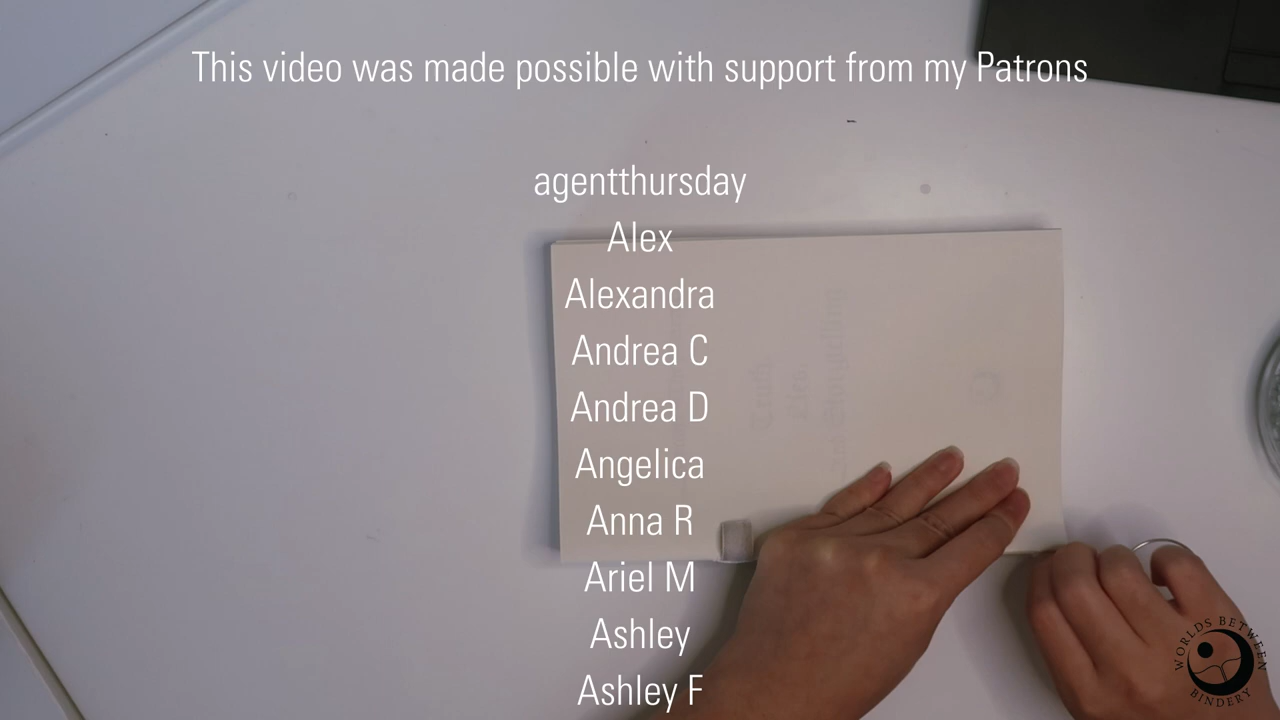 This video was made possible with support from my Patrons
agentthursday
Alex
Alexandra
Andrea C
Andrea D
Angelica
Anna R
Ariel M
Ashley
Ashley F
WORLDS BETWEEN
BINDERY